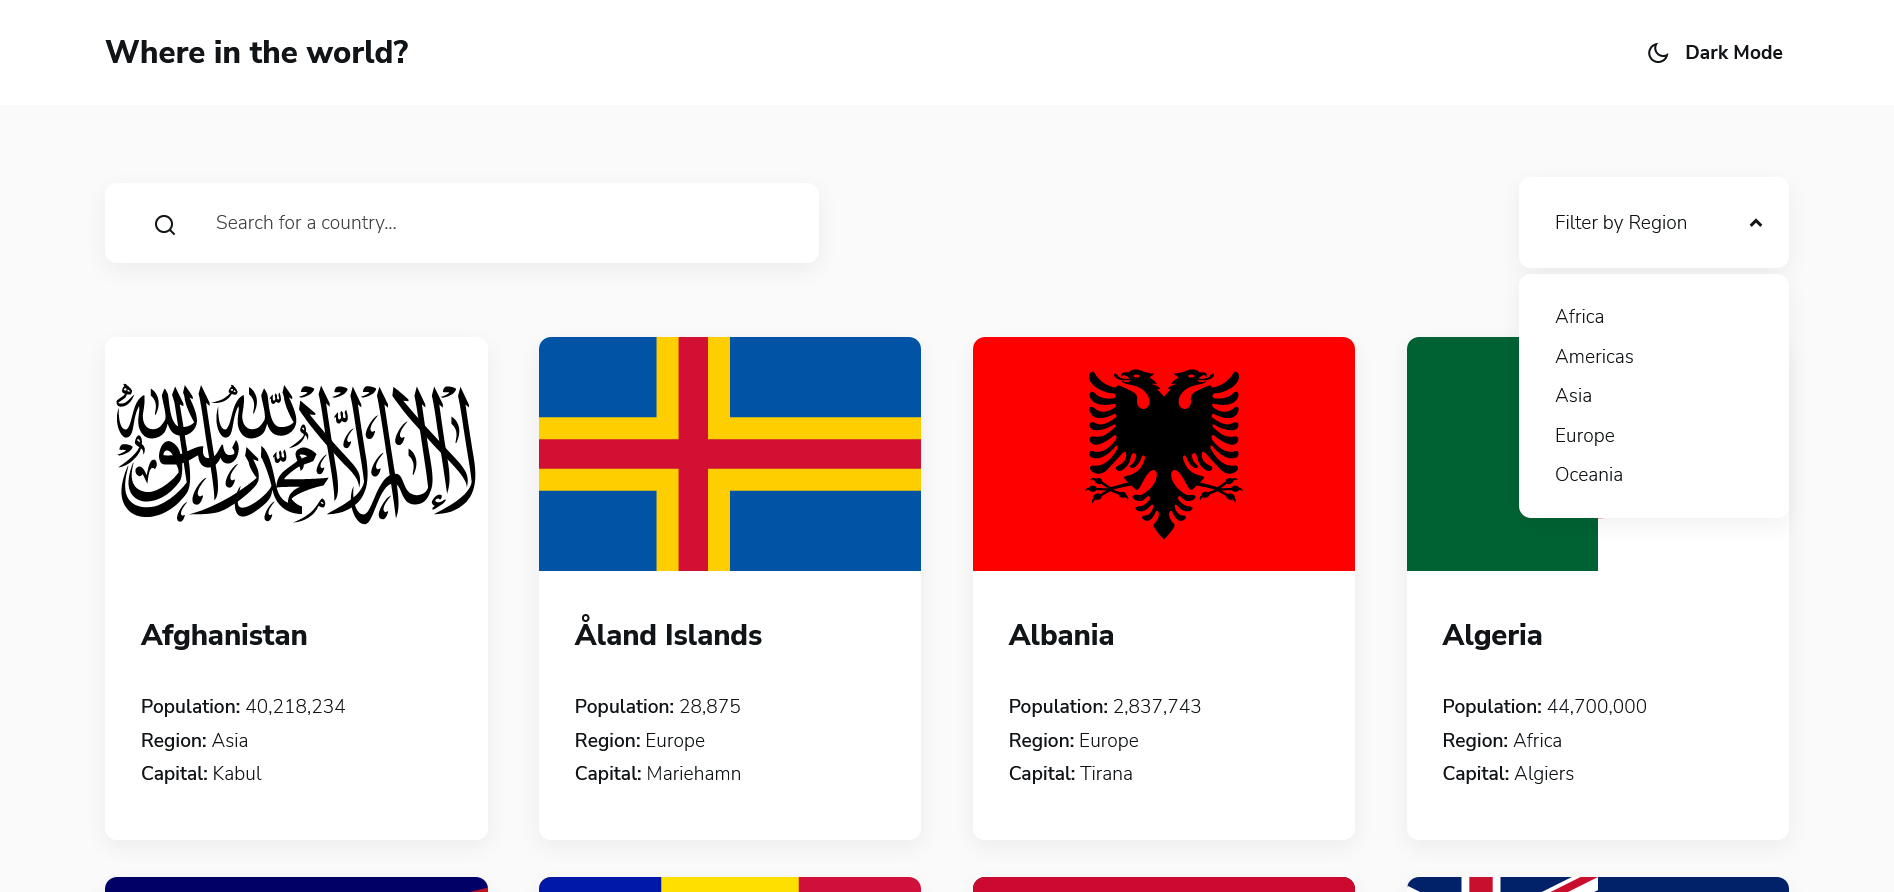 Where in the world?
Dark Mode
Search for a country...
Filter by Region
Africa
Americas
Asia
Europe
Oceania
لا إله إلا الله محمد رسول الله
Afghanistan
Population: 40,218,234
Region: Asia
Capital: Kabul
Åland Islands
Population: 28,875
Region: Europe
Capital: Mariehamn
Albania
Population: 2,837,743
Region: Europe
Capital: Tirana
Algeria
Population: 44,700,000
Region: Africa
Capital: Algiers